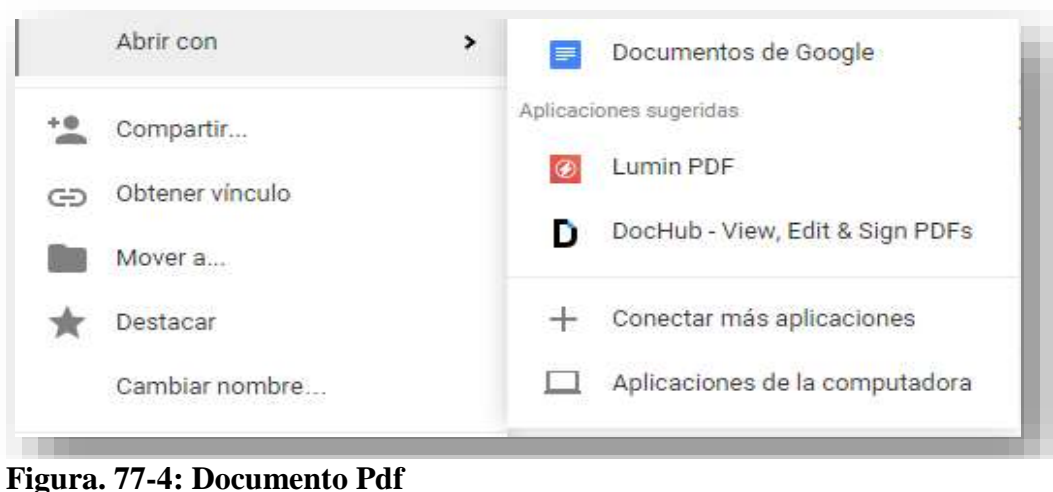 Abrir con
Compartir...
Obtener vínculo
Mover a...
Destacar
Cambiar nombre...
Documentos de Google
Aplicaciones sugeridas
Lumin PDF
DocHub - View, Edit & Sign PDFs
Conectar más aplicaciones
Aplicaciones de la computadora
Figura. 77-4: Documento Pdf